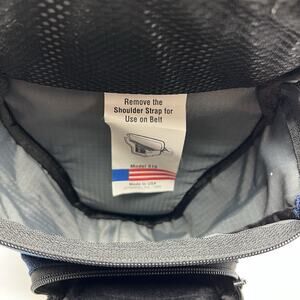 Remove the
Shoulder Strap for
Use on Belt
Made in USA